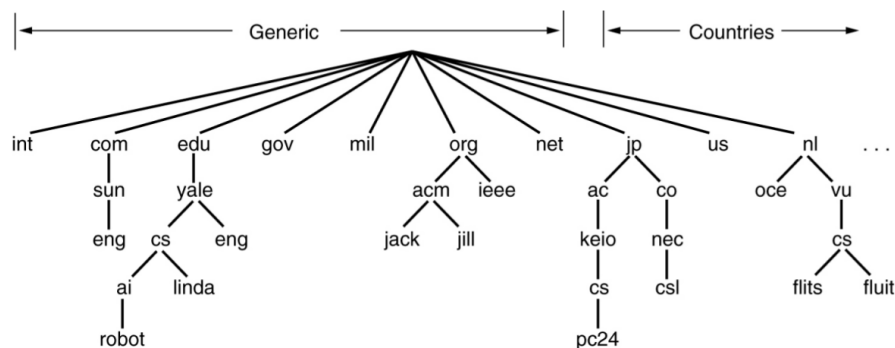 Generic Countries
int com edu gov mil org net jp us nl . . .
sun yale acm ieee ac co oce vu
eng cs eng jack jill keio nec cs
ai linda cs csl flits fluit
robot pc24